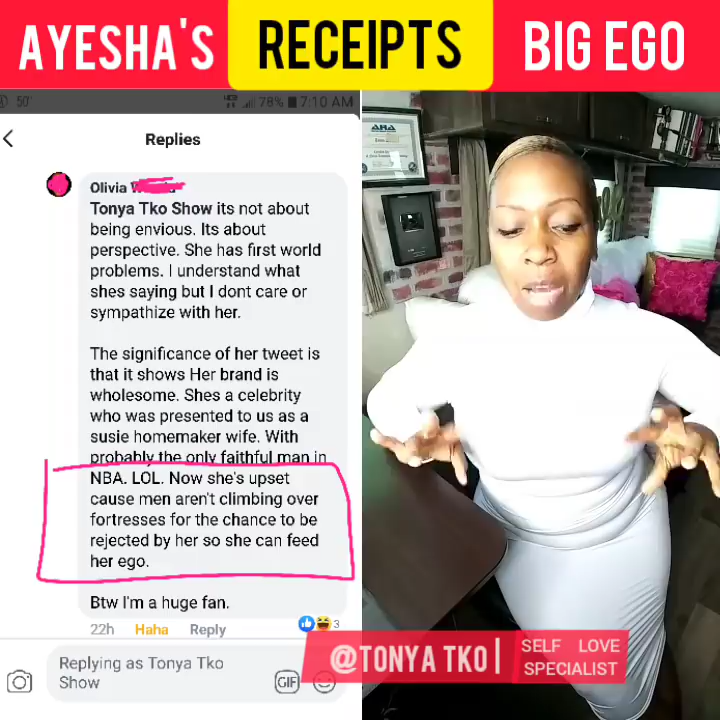 AYESHA'S RECEIPTS BIG EGO
50° 78% 7:10 AM
Replies
Olivia
Tonya Tko Show its not about
being envious. Its about
perspective. She has first world
problems. I understand what
shes saying but I dont care or
sympathize with her.
The significance of her tweet is
that it shows Her brand is
wholesome. Shes a celebrity
who was presented to us as a
susie homemaker wife. With
probably the only faithful man in
NBA. LOL. Now she's upset
cause men aren't climbing over
fortresses for the chance to be
rejected by her so she can feed
her ego.
Btw I'm a huge fan.
22h Haha Reply 3
Replying as Tonya Tko
Show
GIF
@TONYA TKO |
SELF LOVE
SPECIALIST